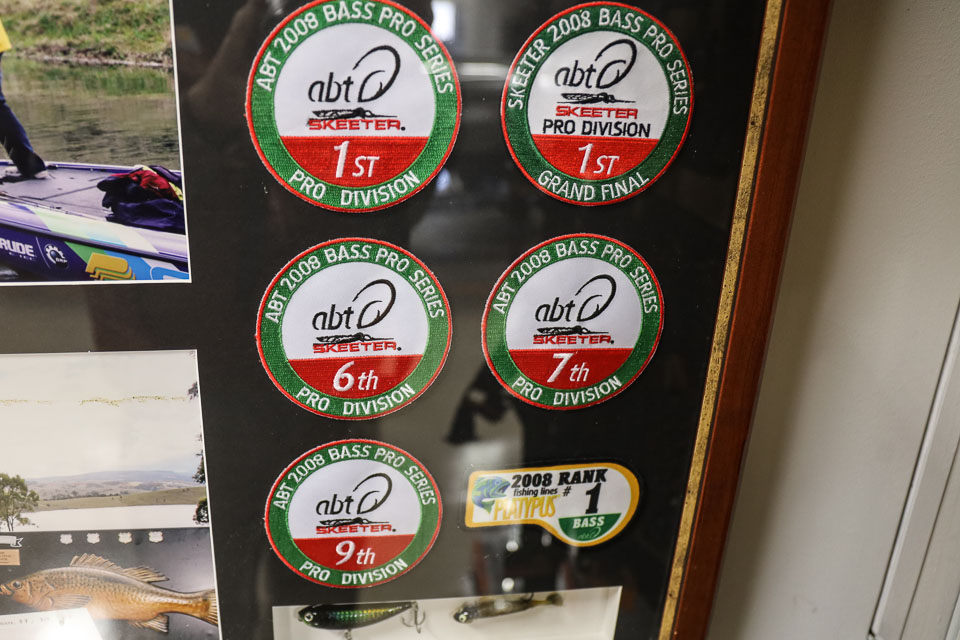 ABT 2008 BASS PRO SERIES
abt
SKEETER®
1ST
PRO DIVISION
SKEETER 2008 BASS PRO SERIES
abt
SKEETER
PRO DIVISION
1ST
GRAND FINAL
ABT 2008 BASS PRO SERIES
abt
SKEETER®
6th
PRO DIVISION
ABT 2008 BASS PRO SERIES
abt
SKEETER®
7th
PRO DIVISION
ABT 2008 BASS PRO SERIES
abt
SKEETER®
9th
PRO DIVISION
2008 RANK
fishing lines #1
PLATYPUS
BASS
abt
RUDE
BRP